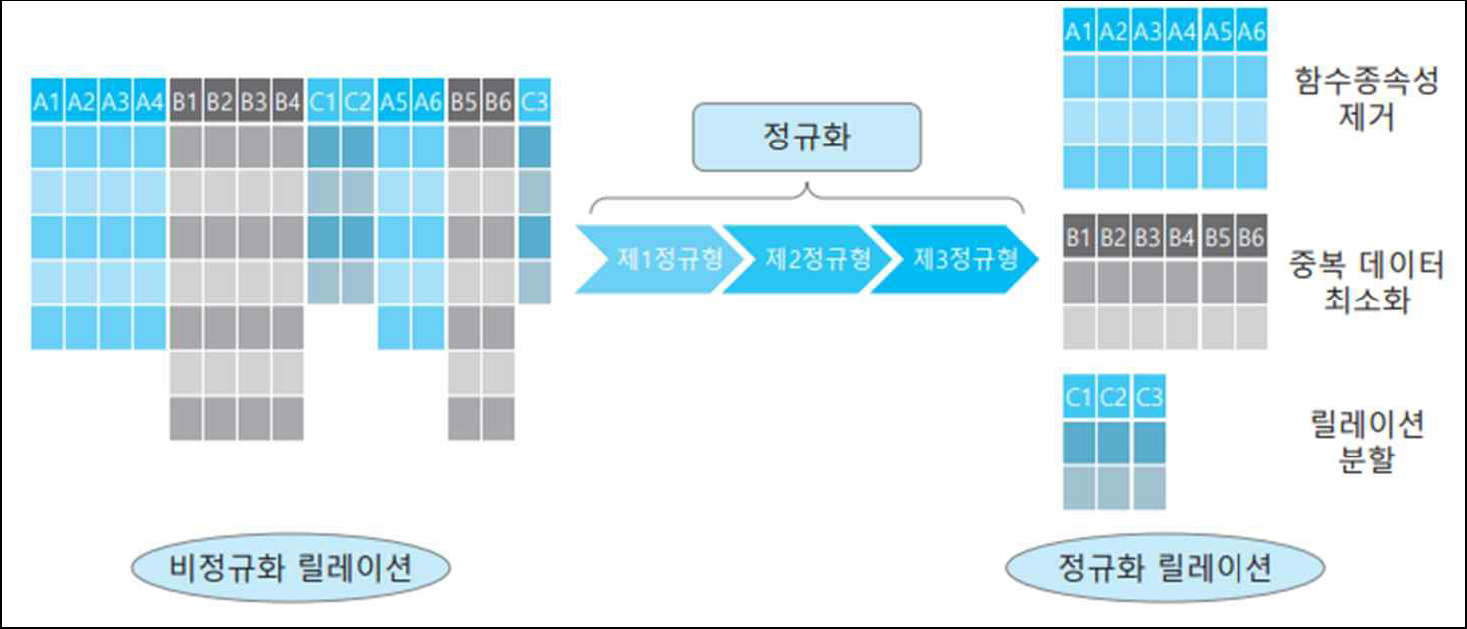 A1 A2 A3 A4 B1 B2 B3 B4 C1 C2 A5 A6 B5 B6 C3
비정규화 릴레이션
정규화
제1정규형 제2정규형 제3정규형
A1 A2 A3 A4 A5 A6
함수종속성
제거
B1 B2 B3 B4 B5 B6
중복 데이터
최소화
C1 C2 C3
릴레이션
분할
정규화 릴레이션